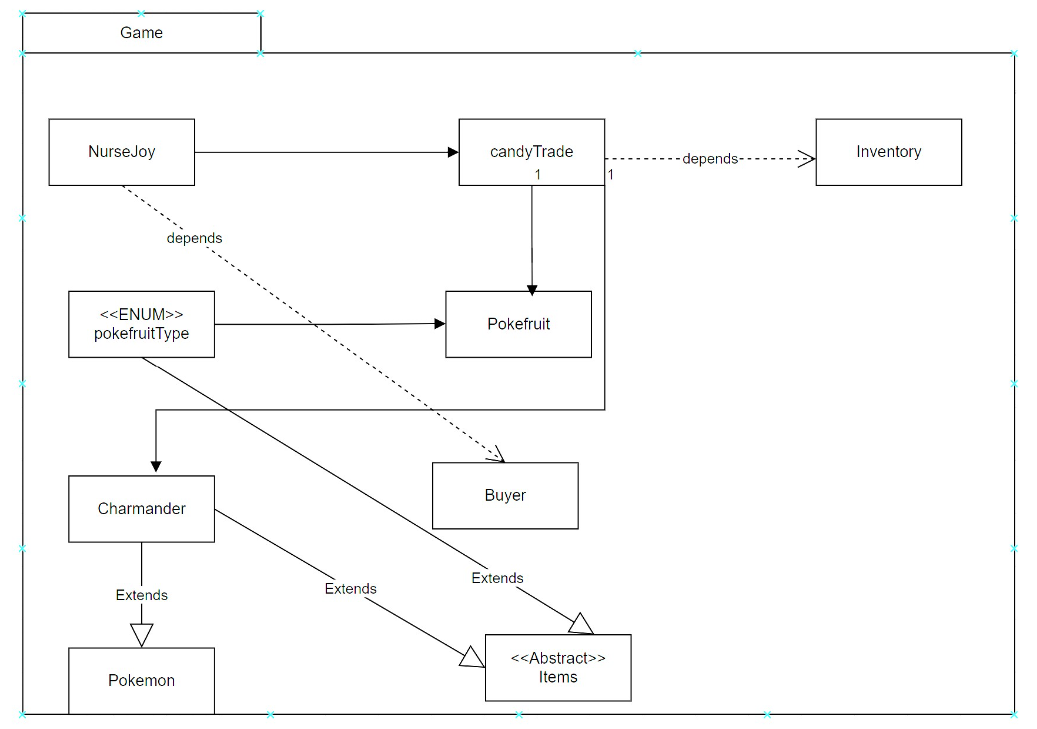 Game
NurseJoy
candyTrade
depends
Inventory
1
1
depends
<<ENUM>>
pokefruitType
Pokefruit
Charmander
Buyer
Extends
Extends
Extends
Pokemon
<<Abstract>>
Items